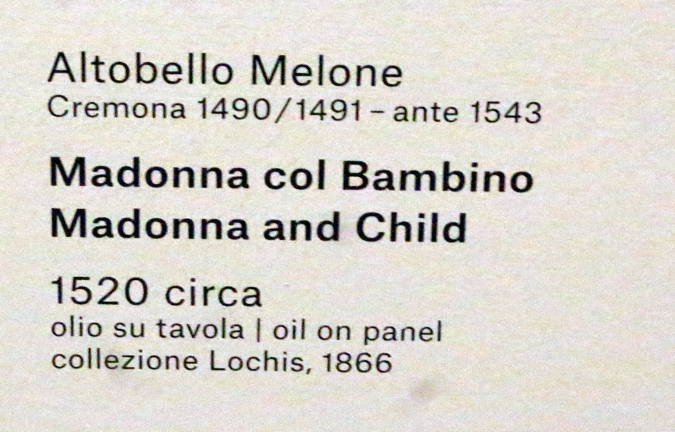 Altobello Melone
Cremona 1490/1491 – ante 1543
Madonna col Bambino
Madonna and Child
1520 circa
olio su tavola | oil on panel
collezione Lochis, 1866